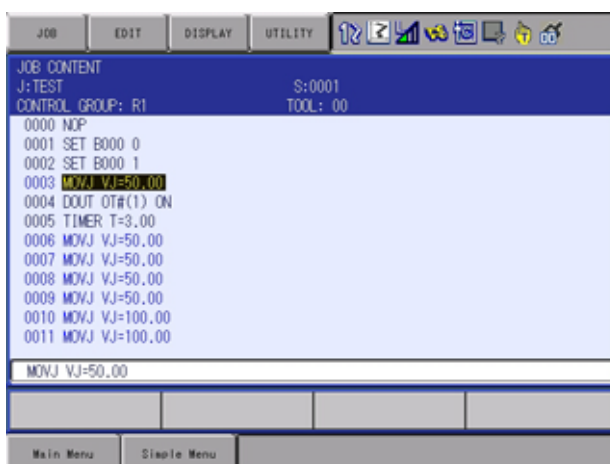 JOB EDIT DISPLAY UTILITY
JOB CONTENT
J:TEST S:0001
CONTROL GROUP: R1 TOOL: 00
0000 NOP
0001 SET B000 0
0002 SET B000 1
0003 MOVJ VJ=50.00
0004 DOUT OT#(1) ON
0005 TIMER T=3.00
0006 MOVJ VJ=50.00
0007 MOVJ VJ=50.00
0008 MOVJ VJ=50.00
0009 MOVJ VJ=50.00
0010 MOVJ VJ=100.00
0011 MOVJ VJ=100.00
MOVJ VJ=50.00
Main Menu Simple Menu